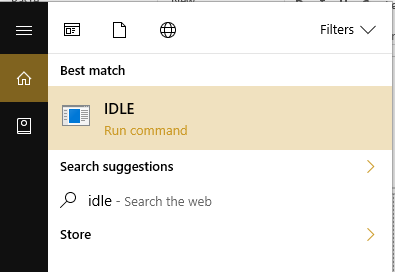 Filters
Best match
IDLE
Run command
Search suggestions
idle - Search the web
Store